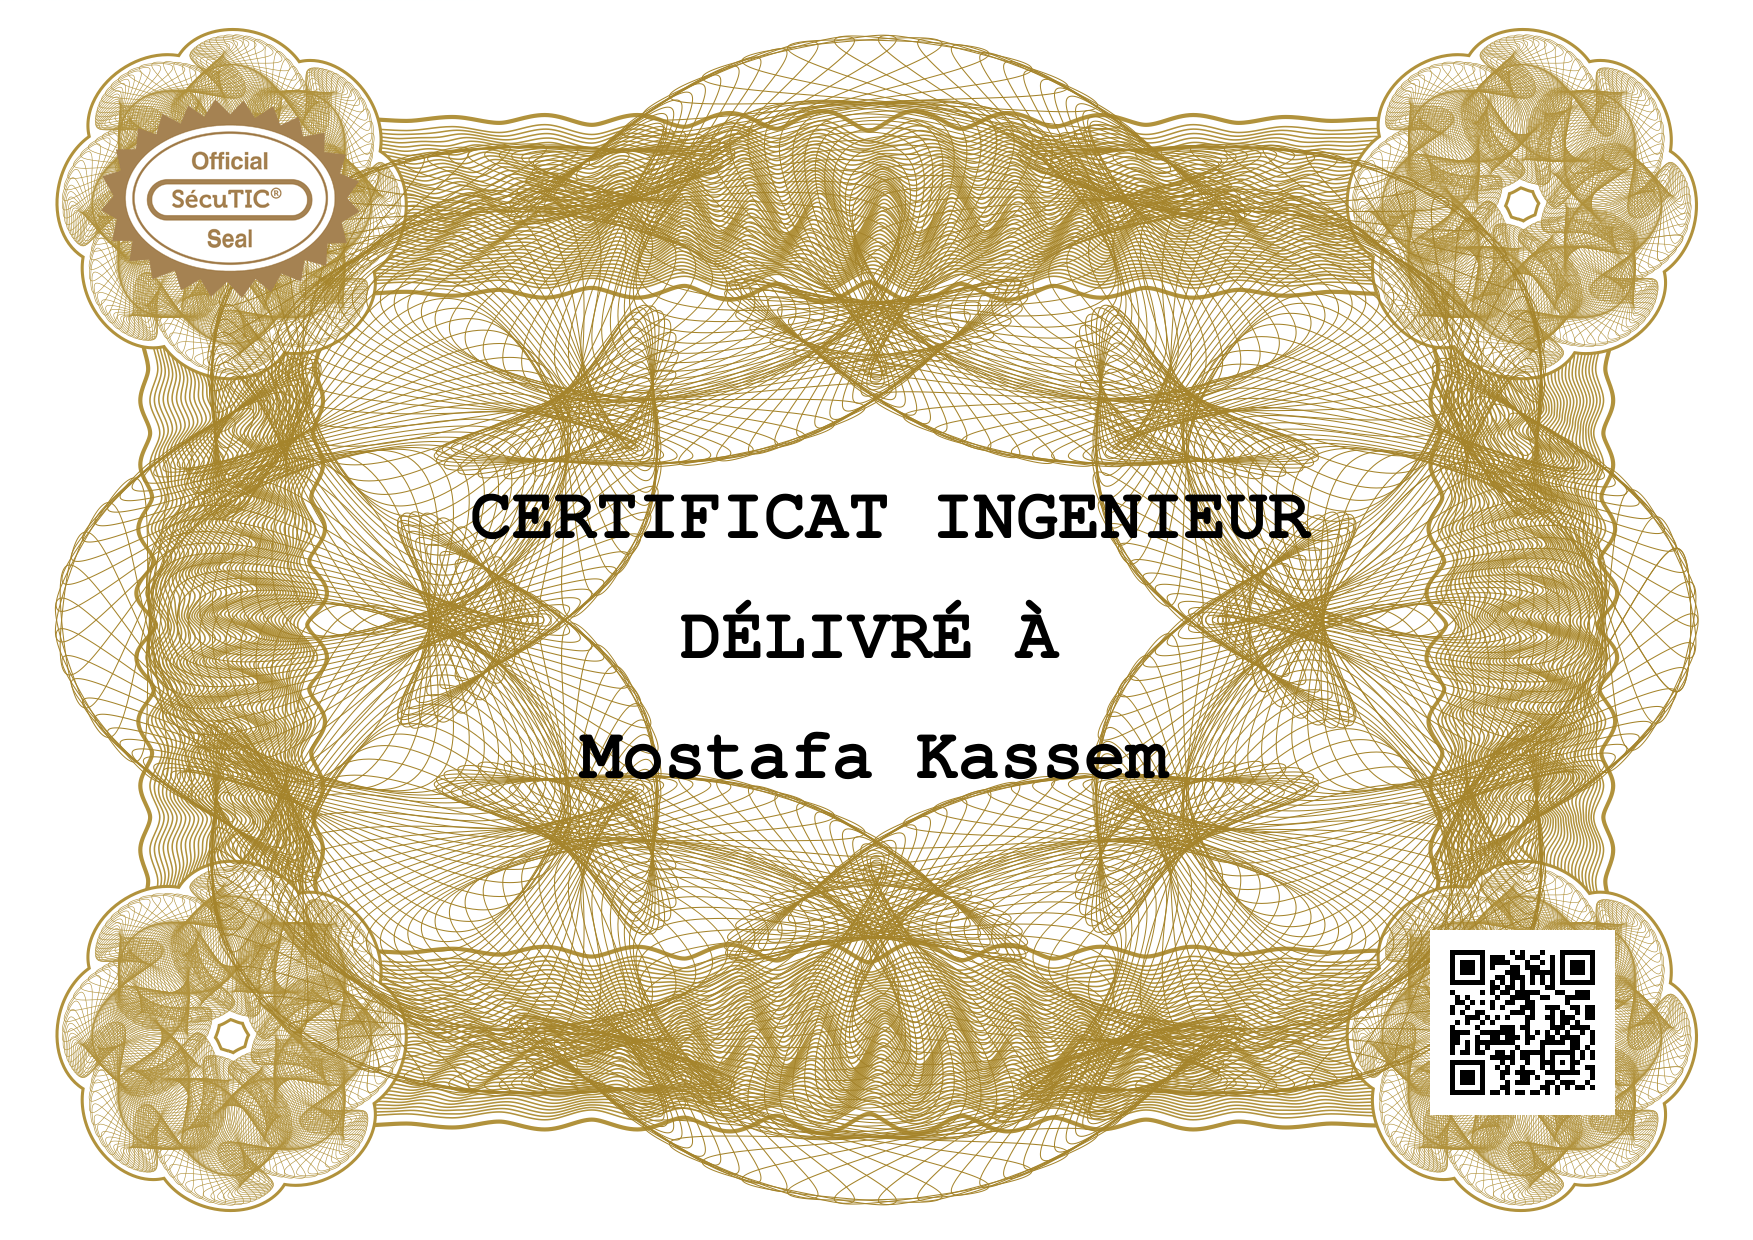 Official
SécuTIC®
Seal
CERTIFICAT INGENIEUR
DÉLIVRÉ À
Mostafa Kassem